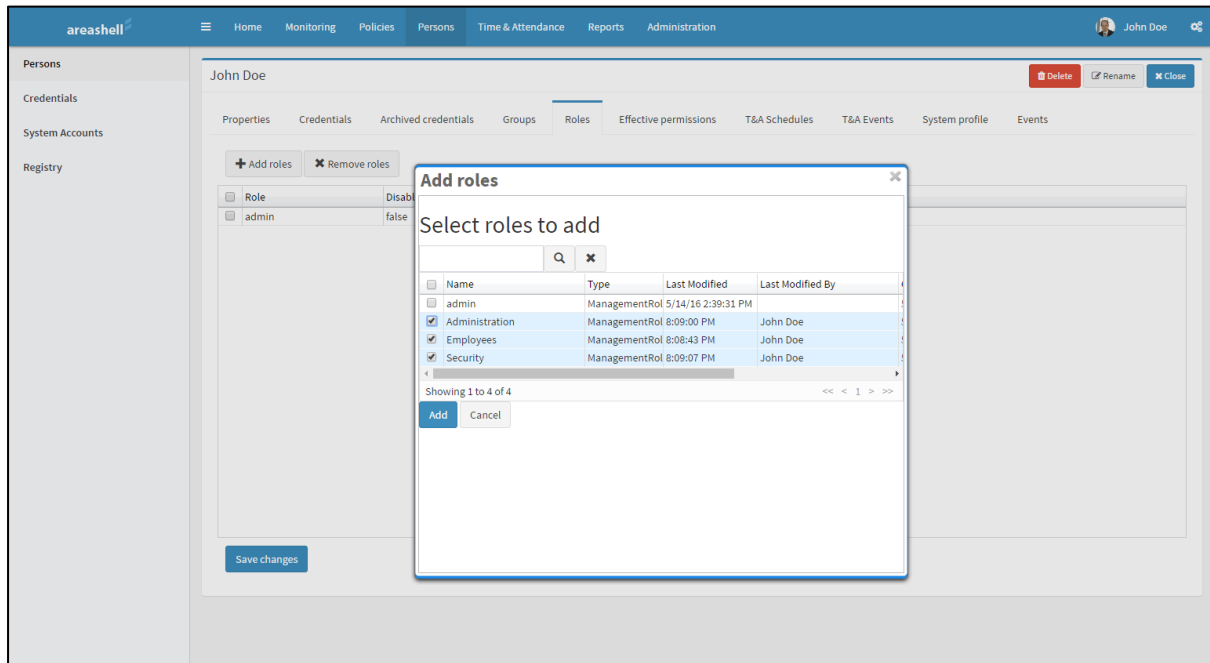 areashell
Home Monitoring Policies Persons Time & Attendance Reports Administration John Doe
Persons
Credentials
System Accounts
Registry
John Doe
Delete Rename Close
Properties Credentials Archived credentials Groups Roles Effective permissions T&A Schedules T&A Events System profile Events
Add roles Remove roles
Role Disabl
admin false
Add roles
Select roles to add
Name Type Last Modified Last Modified By
admin ManagementRol 5/14/16 2:39:31 PM
Administration ManagementRol 8:09:00 PM John Doe
Employees ManagementRol 8:08:43 PM John Doe
Security ManagementRol 8:09:07 PM John Doe
Showing 1 to 4 of 4 << < 1 > >>
Add Cancel
Save changes